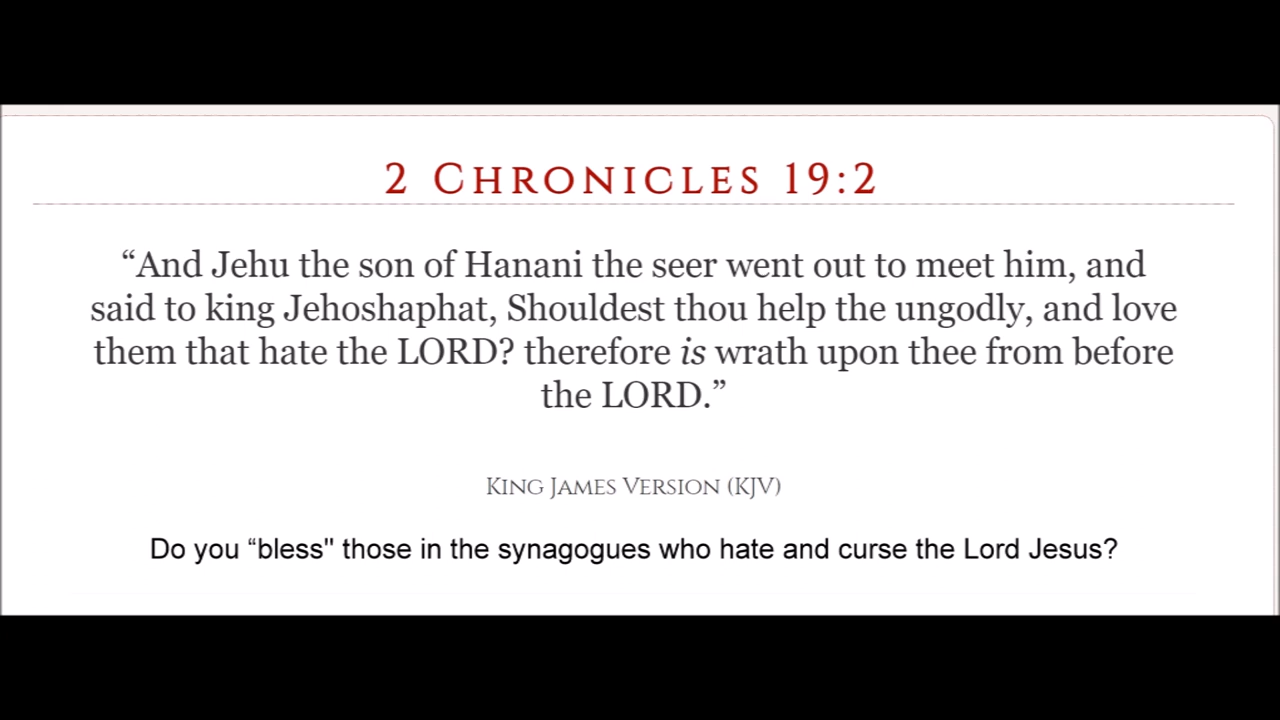 2 CHRONICLES 19:2
“And Jehu the son of Hanani the seer went out to meet him, and
said to king Jehoshaphat, Shouldest thou help the ungodly, and love
them that hate the LORD? therefore is wrath upon thee from before
the LORD.”
KING JAMES VERSION (KJV)
Do you “bless" those in the synagogues who hate and curse the Lord Jesus?